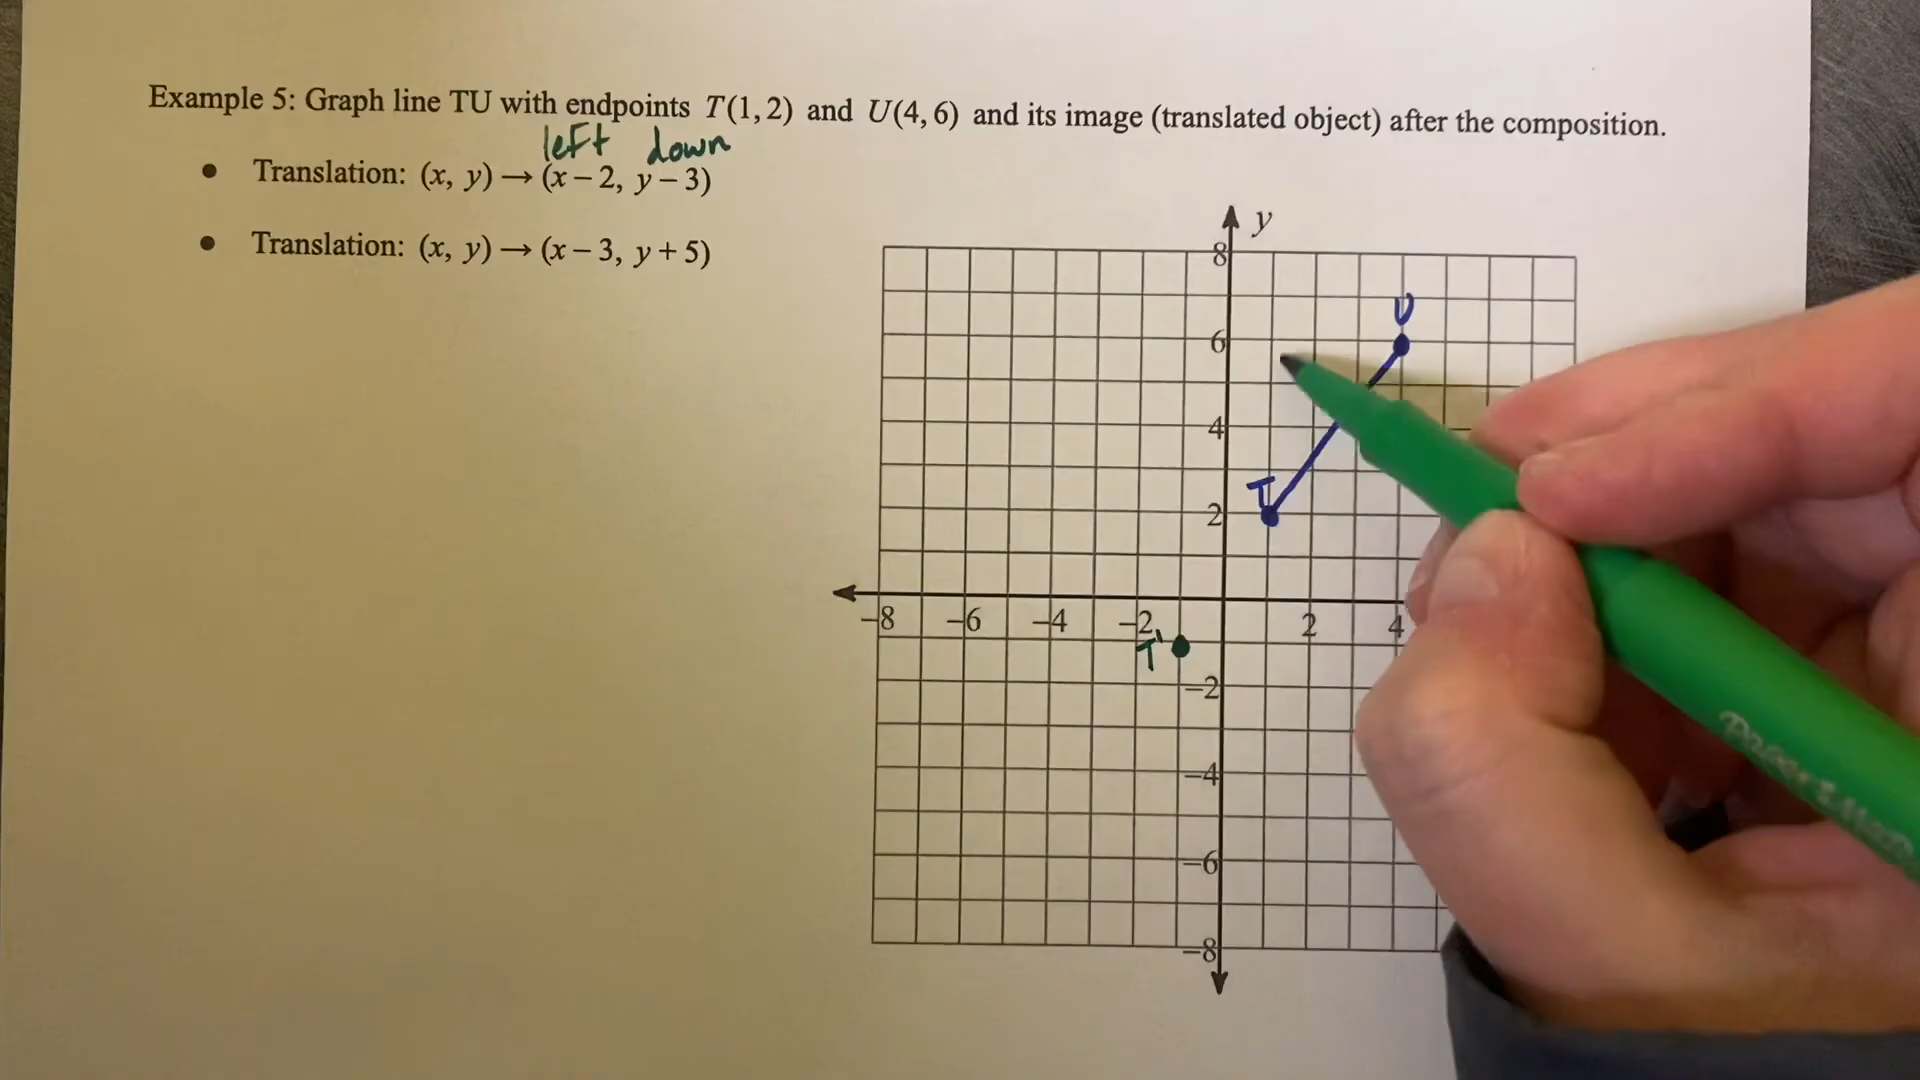 Example 5: Graph line TU with endpoints T(1, 2) and U(4, 6) and its image (translated object) after the composition.
left down
• Translation: (x, y) → (x − 2, y − 3)
• Translation: (x, y) → (x − 3, y + 5)
y
8
U
6
4
T
2
−8 −6 −4 −2 2 4
T'
−2
−4
−6
−8